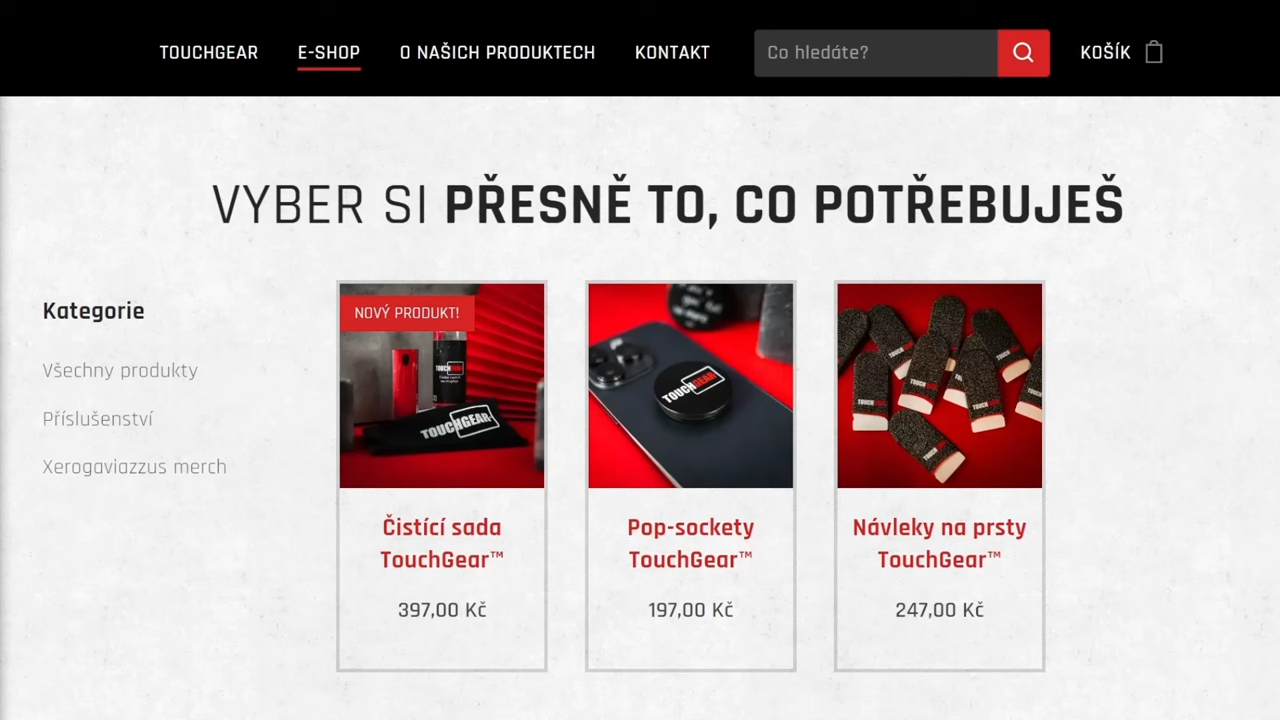 TOUCHGEAR E-SHOP O NAŠICH PRODUKTECH KONTAKT Co hledáte? KOŠÍK
VYBER SI PŘESNĚ TO, CO POTŘEBUJEŠ
Kategorie
Všechny produkty
Příslušenství
Xerogaviazzus merch
NOVÝ PRODUKT!
TOUCHGEAR
TOUCHGEAR
Čistící sada
TouchGear™
397,00 Kč
TOUCHGEAR
Pop-sockety
TouchGear™
197,00 Kč
Návleky na prsty
TouchGear™
247,00 Kč